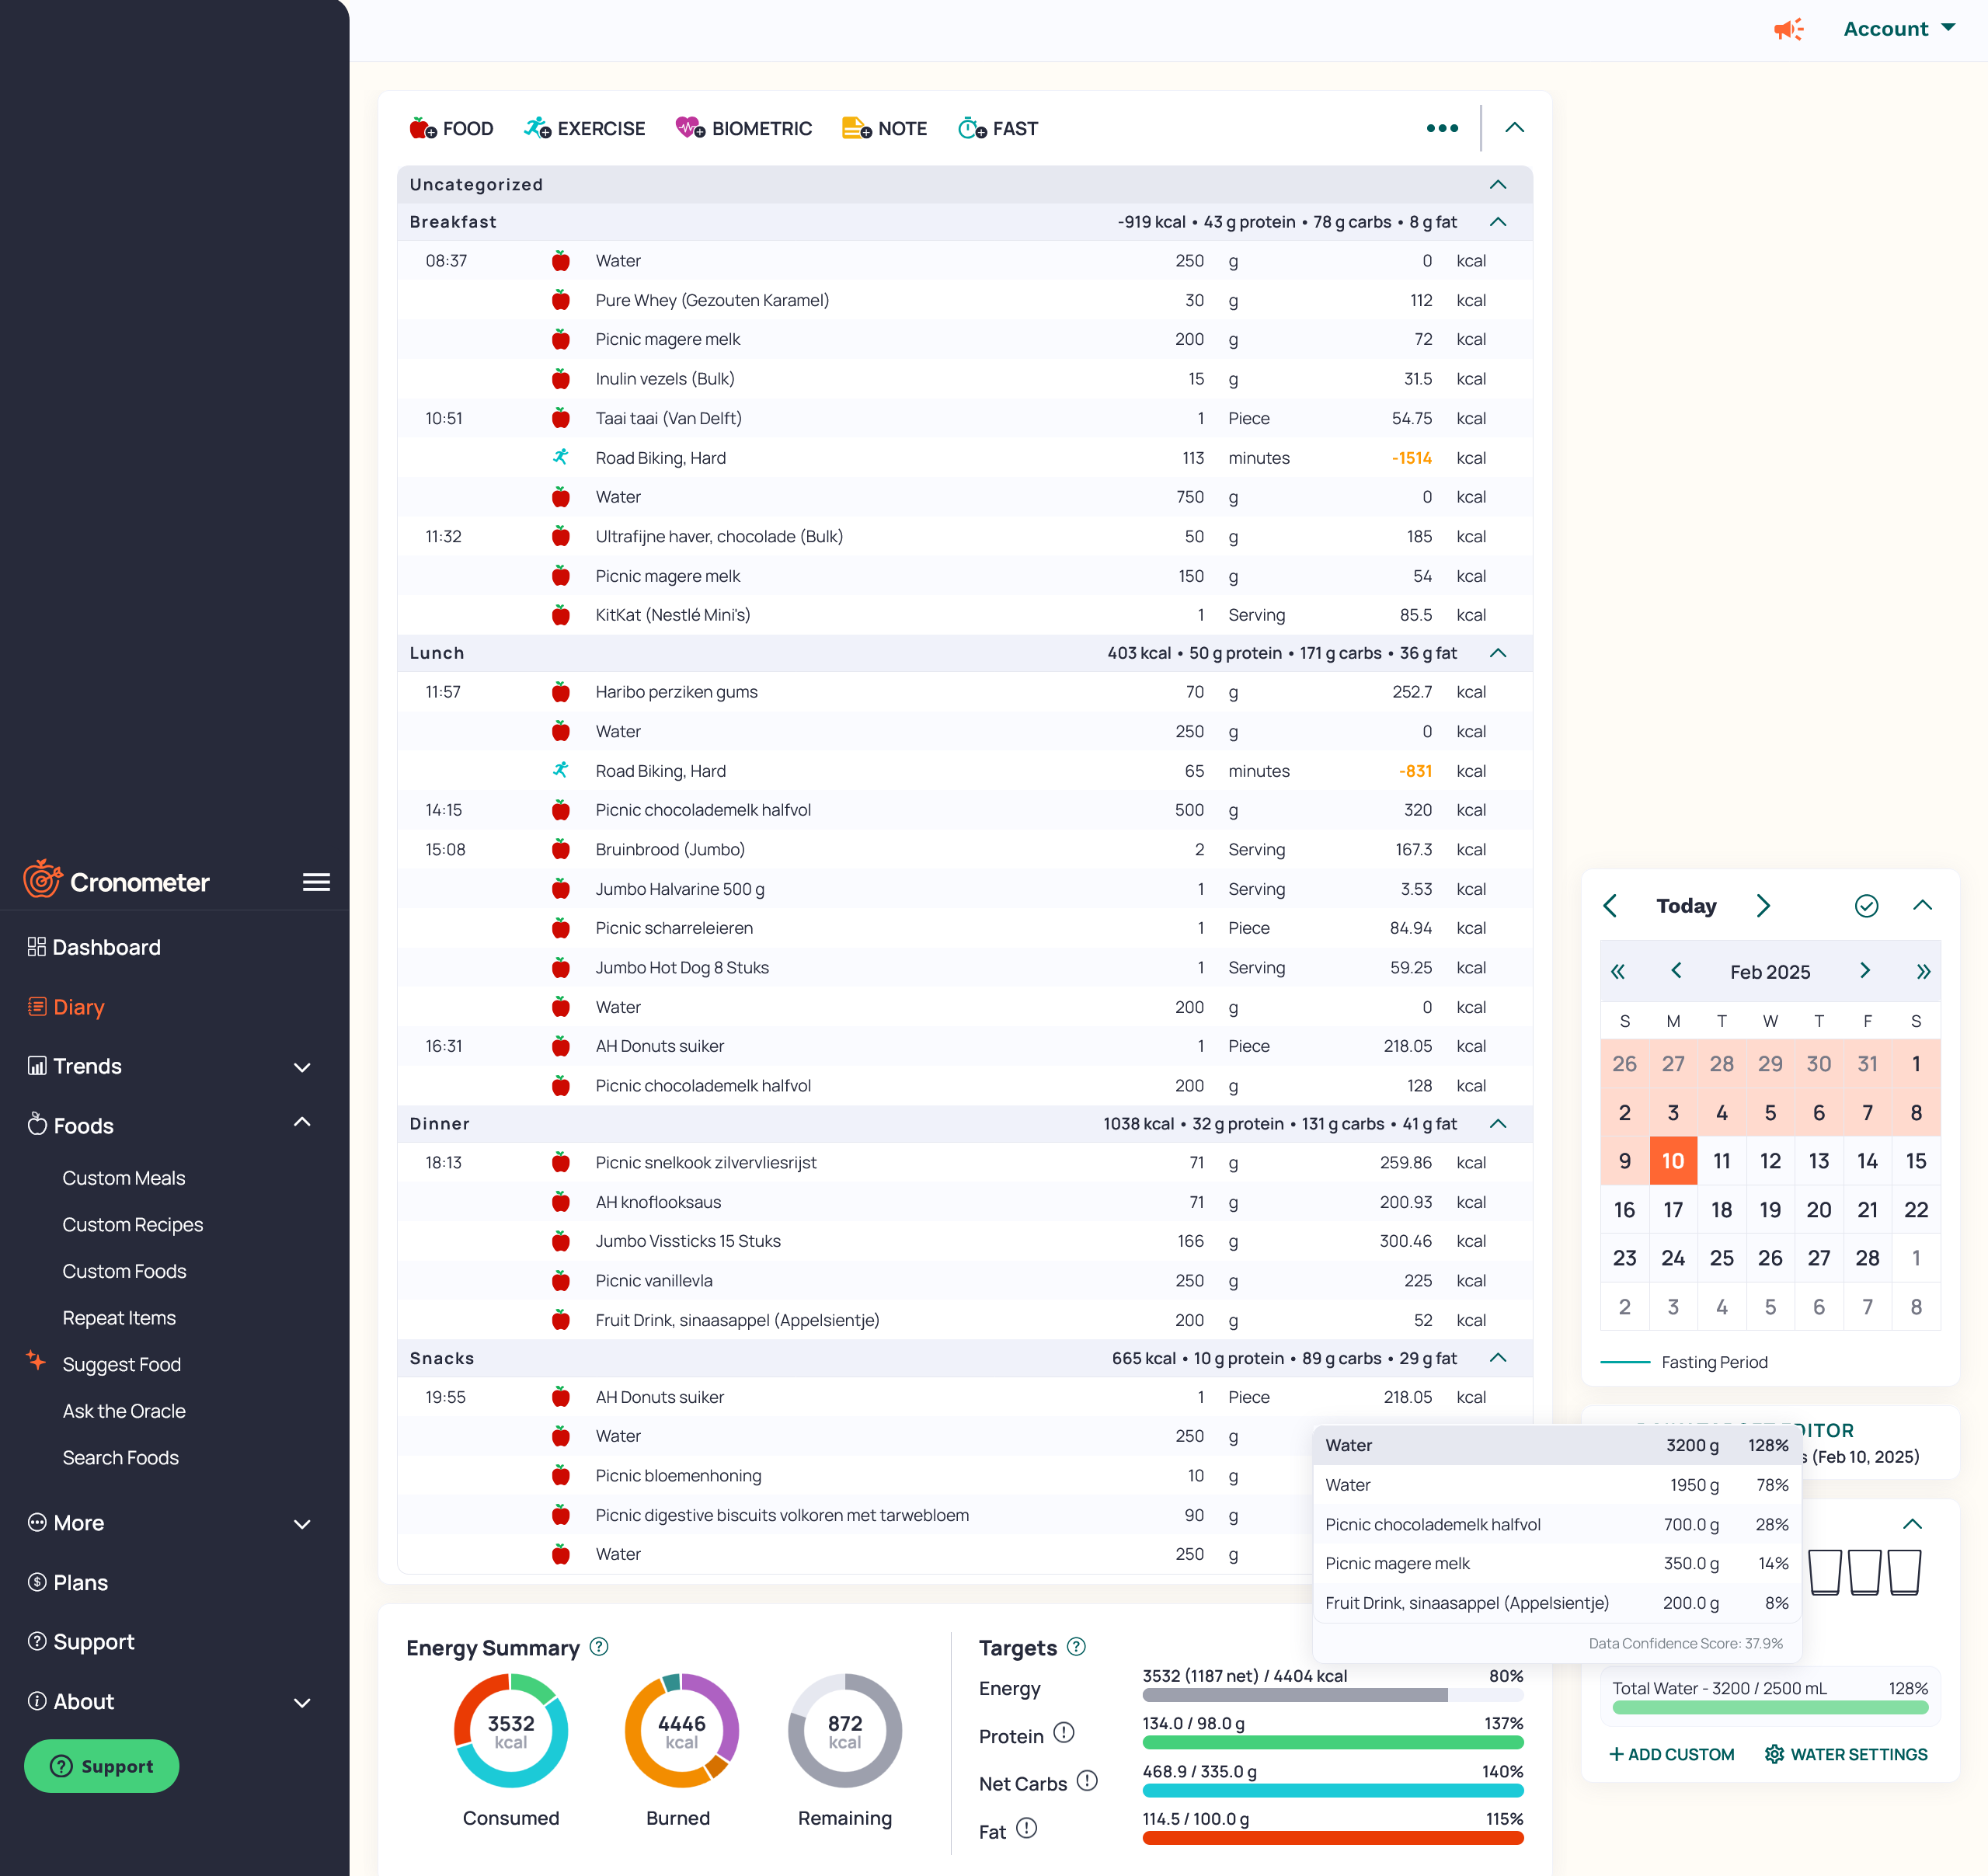 Account
FOOD EXERCISE BIOMETRIC NOTE FAST
Uncategorized
Breakfast -919 kcal • 43 g protein • 78 g carbs • 8 g fat
08:37 Water 250 g 0 kcal
Pure Whey (Gezouten Karamel) 30 g 112 kcal
Picnic magere melk 200 g 72 kcal
Inulin vezels (Bulk) 15 g 31.5 kcal
10:51 Taai taai (Van Delft) 1 Piece 54.75 kcal
Road Biking, Hard 113 minutes -1514 kcal
Water 750 g 0 kcal
11:32 Ultrafijne haver, chocolade (Bulk) 50 g 185 kcal
Picnic magere melk 150 g 54 kcal
KitKat (Nestlé Mini's) 1 Serving 85.5 kcal
Lunch 403 kcal • 50 g protein • 171 g carbs • 36 g fat
11:57 Haribo perziken gums 70 g 252.7 kcal
Water 250 g 0 kcal
Road Biking, Hard 65 minutes -831 kcal
14:15 Picnic chocolademelk halfvol 500 g 320 kcal
15:08 Bruinbrood (Jumbo) 2 Serving 167.3 kcal
Jumbo Halvarine 500 g 1 Serving 3.53 kcal
Picnic scharreleieren 1 Piece 84.94 kcal
Jumbo Hot Dog 8 Stuks 1 Serving 59.25 kcal
Water 200 g 0 kcal
16:31 AH Donuts suiker 1 Piece 218.05 kcal
Picnic chocolademelk halfvol 200 g 128 kcal
Dinner 1038 kcal • 32 g protein • 131 g carbs • 41 g fat
18:13 Picnic snelkook zilvervliesrijst 71 g 259.86 kcal
AH knoflooksaus 71 g 200.93 kcal
Jumbo Vissticks 15 Stuks 166 g 300.46 kcal
Picnic vanillevla 250 g 225 kcal
Fruit Drink, sinaasappel (Appelsientje) 200 g 52 kcal
Snacks 665 kcal • 10 g protein • 89 g carbs • 29 g fat
19:55 AH Donuts suiker 1 Piece 218.05 kcal
Water 250 g
Picnic bloemenhoning 10 g
Picnic digestive biscuits volkoren met tarwebloem 90 g
Water 250 g
Energy Summary
3532 kcal
Consumed
4446 kcal
Burned
872 kcal
Remaining
Targets
Energy 3532 (1187 net) / 4404 kcal 80%
Protein 134.0 / 98.0 g 137%
Net Carbs 468.9 / 335.0 g 140%
Fat 114.5 / 100.0 g 115%
Cronometer
Dashboard
Diary
Trends
Foods
Custom Meals
Custom Recipes
Custom Foods
Repeat Items
Suggest Food
Ask the Oracle
Search Foods
More
Plans
Support
About
Support
Today
Feb 2025
S M T W T F S
26 27 28 29 30 31 1
2 3 4 5 6 7 8
9 10 11 12 13 14 15
16 17 18 19 20 21 22
23 24 25 26 27 28 1
2 3 4 5 6 7 8
Fasting Period
(Feb 10, 2025)
Water 3200 g 128%
Water 1950 g 78%
Picnic chocolademelk halfvol 700.0 g 28%
Picnic magere melk 350.0 g 14%
Fruit Drink, sinaasappel (Appelsientje) 200.0 g 8%
Data Confidence Score: 37.9%
Total Water - 3200 / 2500 mL 128%
ADD CUSTOM WATER SETTINGS